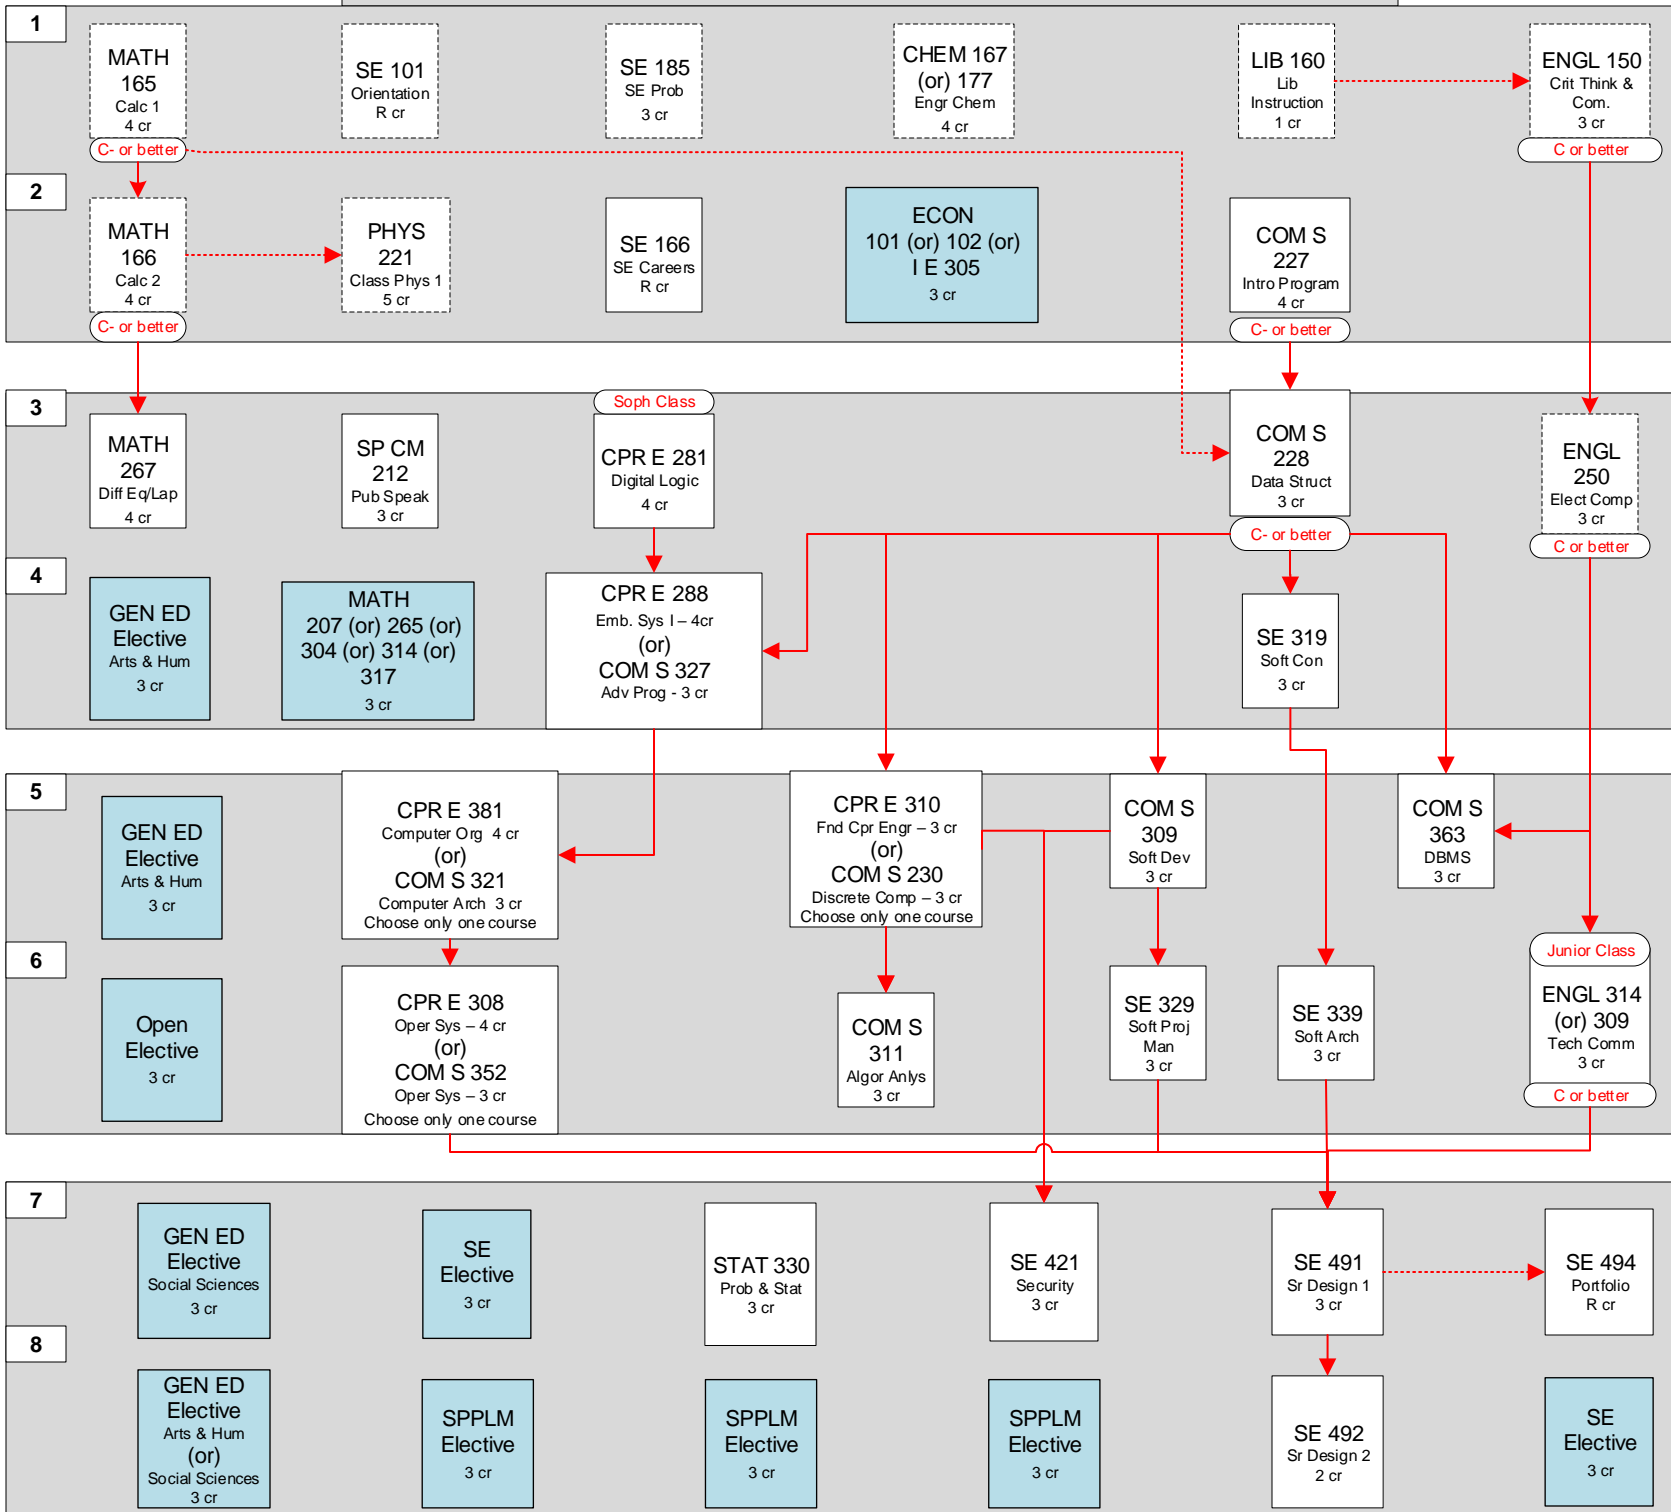 1
MATH
165
Calc 1
4 cr
C- or better
SE 101
Orientation
R cr
SE 185
SE Prob
3 cr
CHEM 167
(or) 177
Engr Chem
4 cr
LIB 160
Lib
Instruction
1 cr
ENGL 150
Crit Think &
Com.
3 cr
C or better
2
MATH
166
Calc 2
4 cr
C- or better
PHYS
221
Class Phys 1
5 cr
SE 166
SE Careers
R cr
ECON
101 (or) 102 (or)
I E 305
3 cr
COM S
227
Intro Program
4 cr
C- or better
3
MATH
267
Diff Eq/Lap
4 cr
SP CM
212
Pub Speak
3 cr
Soph Class
CPR E 281
Digital Logic
4 cr
COM S
228
Data Struct
3 cr
C- or better
ENGL
250
Elect Comp
3 cr
C or better
4
GEN ED
Elective
Arts & Hum
3 cr
MATH
207 (or) 265 (or)
304 (or) 314 (or)
317
3 cr
CPR E 288
Emb. Sys I – 4cr
(or)
COM S 327
Adv Prog - 3 cr
SE 319
Soft Con
3 cr
5
GEN ED
Elective
Arts & Hum
3 cr
CPR E 381
Computer Org 4 cr
(or)
COM S 321
Computer Arch 3 cr
Choose only one course
CPR E 310
Fnd Cpr Engr – 3 cr
(or)
COM S 230
Discrete Comp – 3 cr
Choose only one course
COM S
309
Soft Dev
3 cr
COM S
363
DBMS
3 cr
6
Open
Elective
3 cr
CPR E 308
Oper Sys – 4 cr
(or)
COM S 352
Oper Sys – 3 cr
Choose only one course
COM S
311
Algor Anlys
3 cr
SE 329
Soft Proj
Man
3 cr
SE 339
Soft Arch
3 cr
Junior Class
ENGL 314
(or) 309
Tech Comm
3 cr
C or better
7
GEN ED
Elective
Social Sciences
3 cr
SE
Elective
3 cr
STAT 330
Prob & Stat
3 cr
SE 421
Security
3 cr
SE 491
Sr Design 1
3 cr
SE 494
Portfolio
R cr
8
GEN ED
Elective
Arts & Hum
(or)
Social Sciences
3 cr
SPPLM
Elective
3 cr
SPPLM
Elective
3 cr
SPPLM
Elective
3 cr
SE 492
Sr Design 2
2 cr
SE
Elective
3 cr